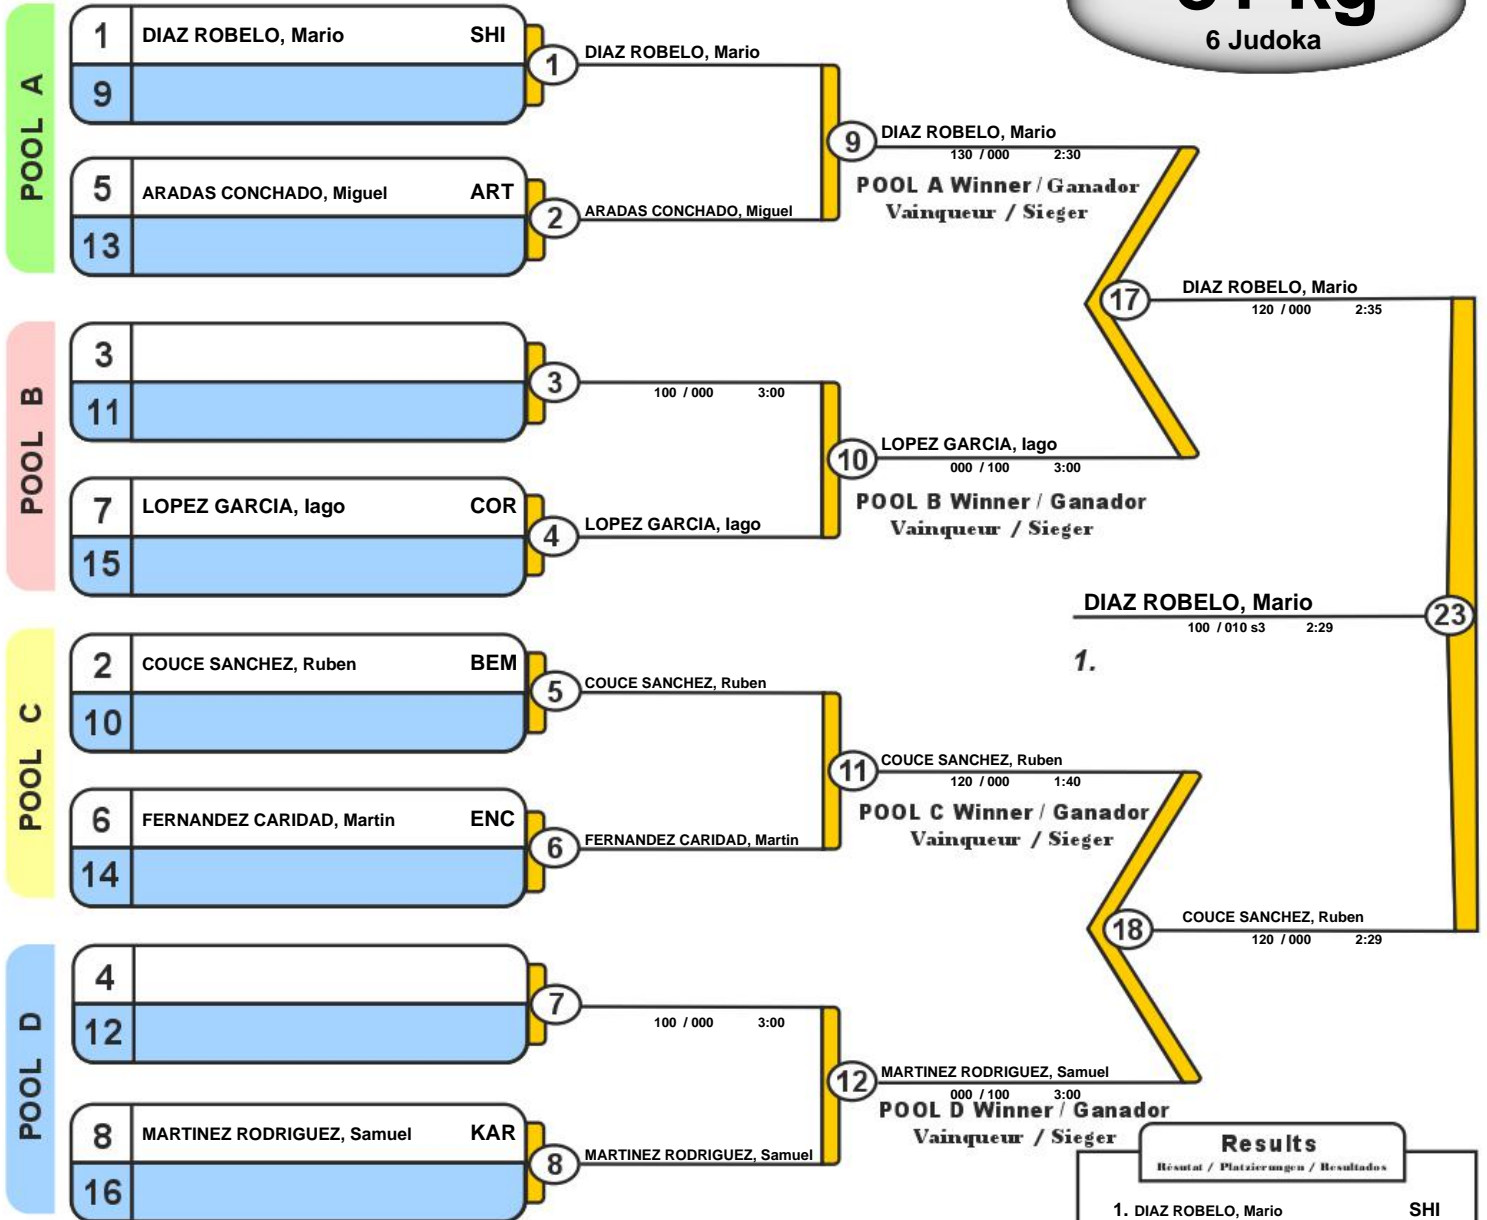 6 Judoka
POOL A
1 DIAZ ROBELO, Mario SHI
9
1
DIAZ ROBELO, Mario
5 ARADAS CONCHADO, Miguel ART
13
2
ARADAS CONCHADO, Miguel
9
DIAZ ROBELO, Mario
130 / 000 2:30
POOL A Winner / Ganador
Vainqueur / Sieger
POOL B
3
11
3
100 / 000 3:00
7 LOPEZ GARCIA, Iago COR
15
4
LOPEZ GARCIA, Iago
10
LOPEZ GARCIA, Iago
000 / 100 3:00
POOL B Winner / Ganador
Vainqueur / Sieger
17
DIAZ ROBELO, Mario
120 / 000 2:35
DIAZ ROBELO, Mario
100 / 010 s3 2:29
23
1.
POOL C
2 COUCE SANCHEZ, Ruben BEM
10
5
COUCE SANCHEZ, Ruben
6 FERNANDEZ CARIDAD, Martin ENC
14
6
FERNANDEZ CARIDAD, Martin
11
COUCE SANCHEZ, Ruben
120 / 000 1:40
POOL C Winner / Ganador
Vainqueur / Sieger
18
COUCE SANCHEZ, Ruben
120 / 000 2:29
POOL D
4
12
7
100 / 000 3:00
8 MARTINEZ RODRIGUEZ, Samuel KAR
16
8
MARTINEZ RODRIGUEZ, Samuel
12
MARTINEZ RODRIGUEZ, Samuel
000 / 100 3:00
POOL D Winner / Ganador
Vainqueur / Sieger
Results
Résutat / Platzierungen / Resultados
1. DIAZ ROBELO, Mario SHI